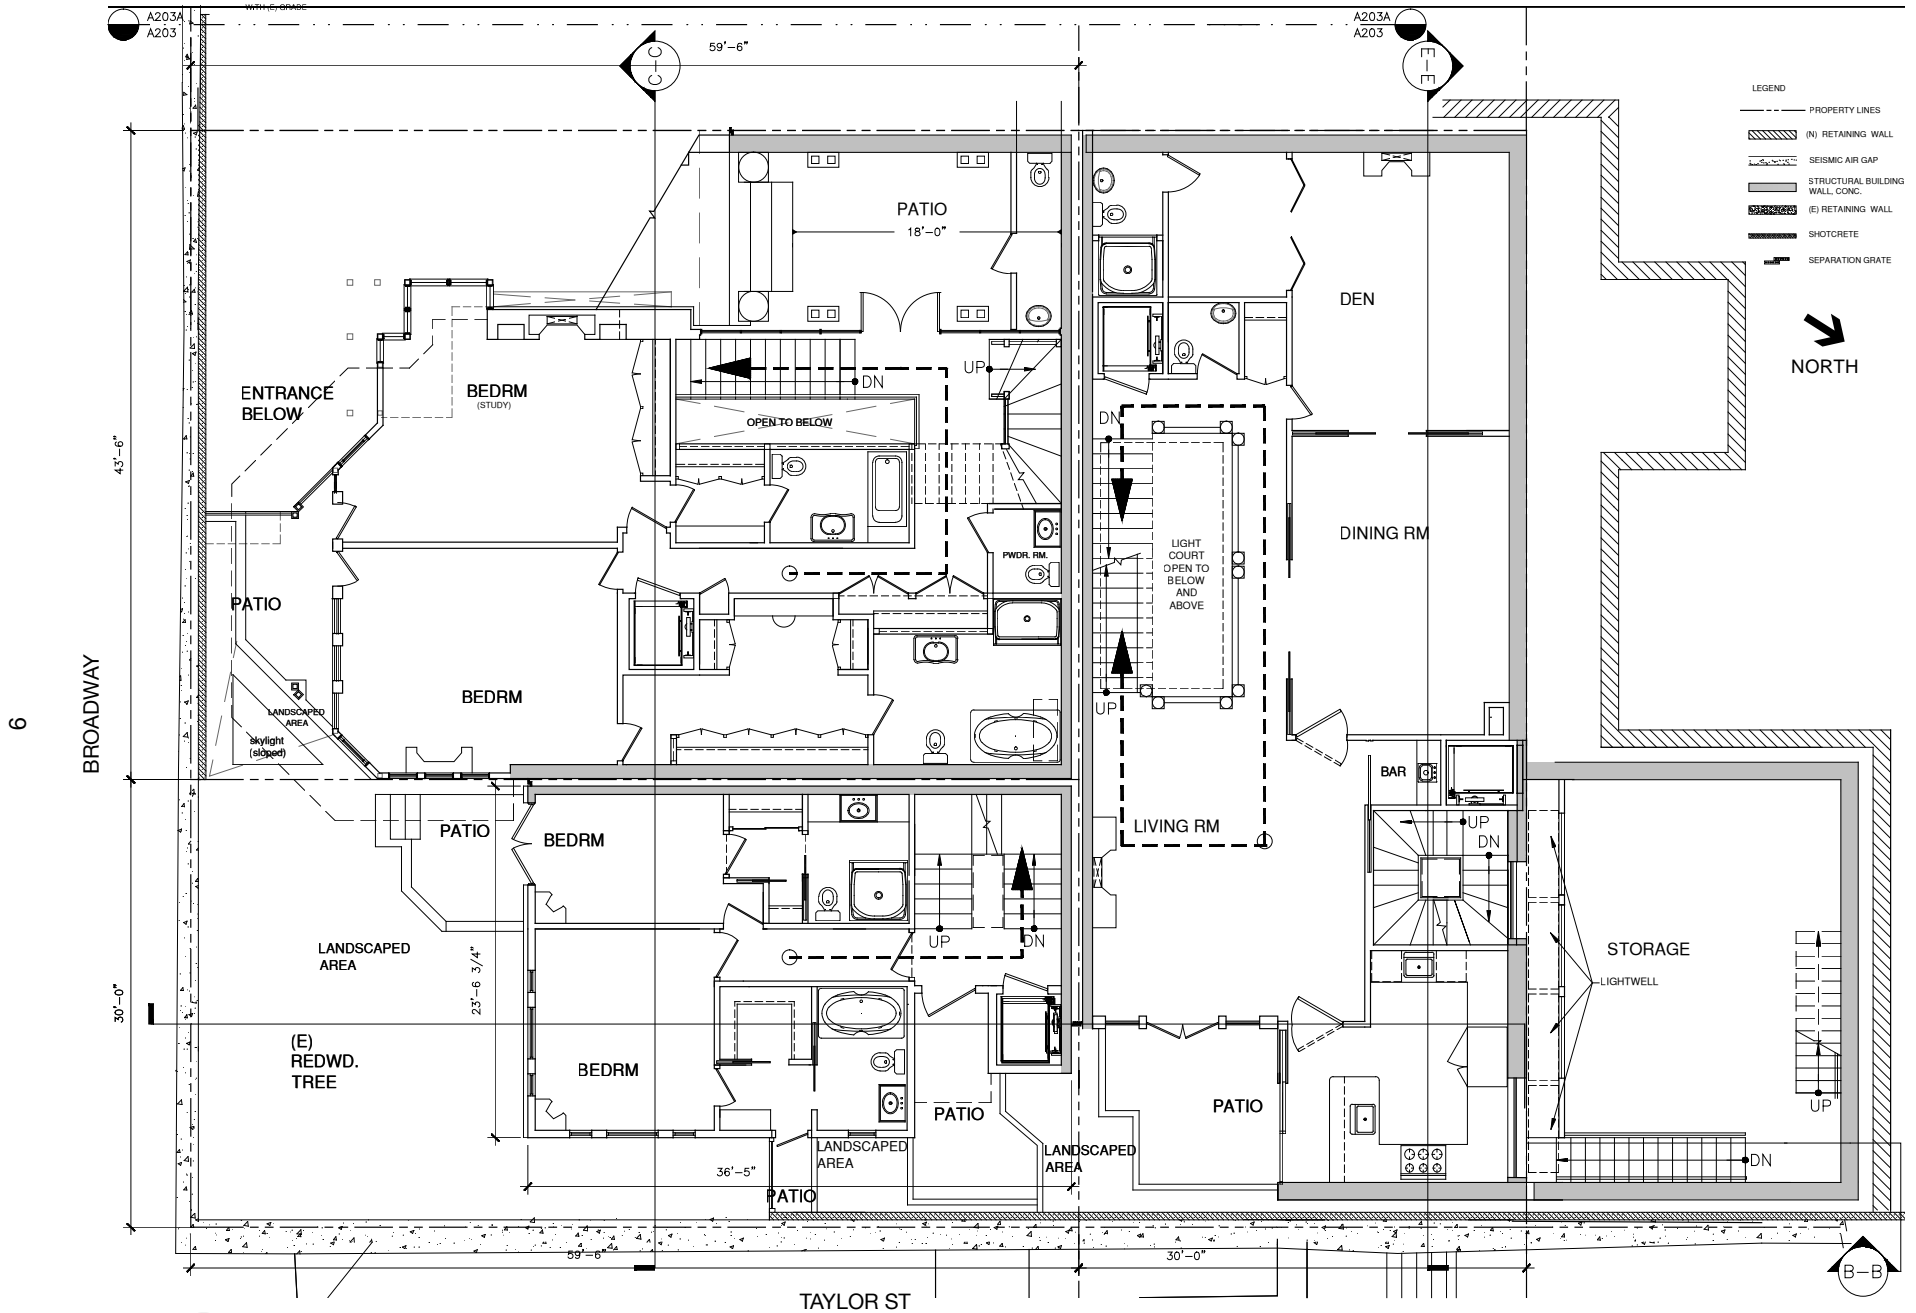 WITH (E) GRADE
A203A
A203
59'-6"
C-C
A203A
A203
E-E
LEGEND
PROPERTY LINES
(N) RETAINING WALL
SEISMIC AIR GAP
STRUCTURAL BUILDING
WALL, CONC.
(E) RETAINING WALL
SHOTCRETE
SEPARATION GRATE
NORTH
PATIO
18'-0"
DEN
ENTRANCE
BELOW
BEDRM
(STUDY)
DN
UP
OPEN TO BELOW
DN
43'-6"
PWDR. RM.
LIGHT
COURT
OPEN TO
BELOW
AND
ABOVE
DINING RM
PATIO
BEDRM
LANDSCAPED
AREA
skylight
(sloped)
UP
BROADWAY
6
BAR
PATIO
BEDRM
LIVING RM
UP
DN
LANDSCAPED
AREA
UP
DN
STORAGE
LIGHTWELL
23'-6 3/4"
30'-0"
(E)
REDWD.
TREE
BEDRM
PATIO
PATIO
UP
LANDSCAPED
AREA
LANDSCAPED
AREA
DN
36'-5"
PATIO
59'-6"
30'-0"
B-B
TAYLOR ST